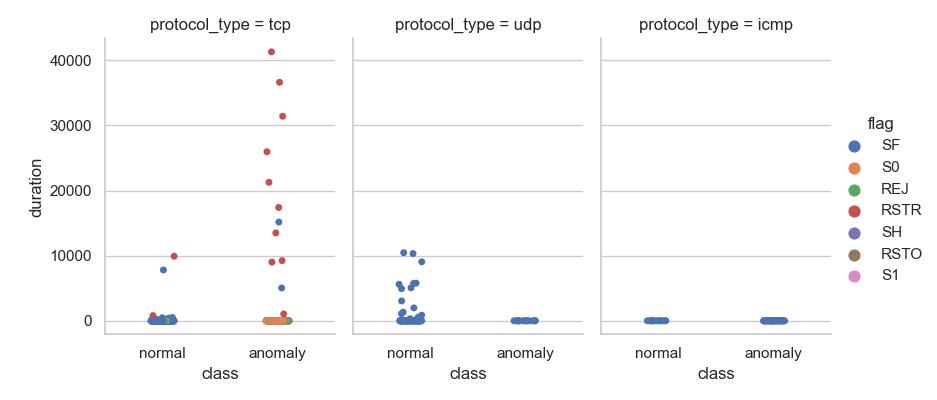 protocol_type = tcp
protocol_type = udp
protocol_type = icmp
40000
30000
20000
10000
0
duration
normal
anomaly
class
normal
anomaly
class
normal
anomaly
class
flag
SF
S0
REJ
RSTR
SH
RSTO
S1